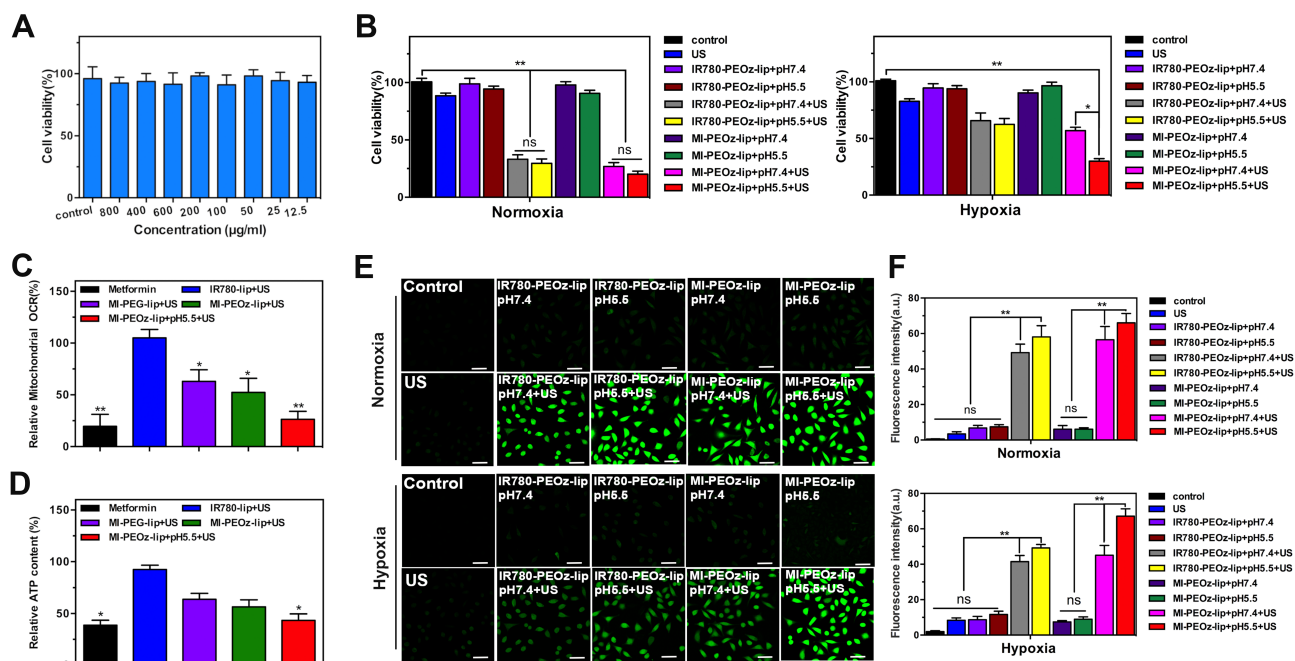 A
Cell viability(%)
150
100
50
0
control
800
400
600
200
100
50
25
12.5
Concentration (µg/ml)
B
Cell viability(%)
100
50
0
**
ns
ns
Normoxia
control
US
IR780-PEOz-lip+pH7.4
IR780-PEOz-lip+pH5.5
IR780-PEOz-lip+pH7.4+US
IR780-PEOz-lip+pH5.5+US
MI-PEOz-lip+pH7.4
MI-PEOz-lip+pH5.5
MI-PEOz-lip+pH7.4+US
MI-PEOz-lip+pH5.5+US
Cell viability(%)
100
50
0
**
*
Hypoxia
control
US
IR780-PEOz-lip+pH7.4
IR780-PEOz-lip+pH5.5
IR780-PEOz-lip+pH7.4+US
IR780-PEOz-lip+pH5.5+US
MI-PEOz-lip+pH7.4
MI-PEOz-lip+pH5.5
MI-PEOz-lip+pH7.4+US
MI-PEOz-lip+pH5.5+US
C
Relative Mitochondrial OCR(%)
150
100
50
0
Metformin
IR780-lip+US
MI-PEG-lip+US
MI-PEOz-lip+US
MI-PEOz-lip+pH5.5+US
**
*
*
**
D
Relative ATP content (%)
150
100
50
Metformin
IR780-lip+US
MI-PEG-lip+US
MI-PEOz-lip+US
MI-PEOz-lip+pH5.5+US
*
*
E
Normoxia
Control
IR780-PEOz-lip
pH7.4
IR780-PEOz-lip
pH5.5
MI-PEOz-lip
pH7.4
MI-PEOz-lip
pH5.5
US
IR780-PEOz-lip
pH7.4+US
IR780-PEOz-lip
pH5.5+US
MI-PEOz-lip
pH7.4+US
MI-PEOz-lip
pH5.5+US
Hypoxia
Control
IR780-PEOz-lip
pH7.4
IR780-PEOz-lip
pH5.5
MI-PEOz-lip
pH7.4
MI-PEOz-lip
pH5.5
US
IR780-PEOz-lip
pH7.4+US
IR780-PEOz-lip
pH5.5+US
MI-PEOz-lip
pH7.4+US
MI-PEOz-lip
pH5.5+US
F
Fluorescence intensity(a.u.)
80
60
40
20
0
ns
**
ns
**
Normoxia
control
US
IR780-PEOz-lip+pH7.4
IR780-PEOz-lip+pH5.5
IR780-PEOz-lip+pH7.4+US
IR780-PEOz-lip+pH5.5+US
MI-PEOz-lip+pH7.4
MI-PEOz-lip+pH5.5
MI-PEOz-lip+pH7.4+US
MI-PEOz-lip+pH5.5+US
Fluorescence intensity(a.u.)
80
60
40
20
0
ns
**
ns
**
Hypoxia
control
US
IR780-PEOz-lip+pH7.4
IR780-PEOz-lip+pH5.5
IR780-PEOz-lip+pH7.4+US
IR780-PEOz-lip+pH5.5+US
MI-PEOz-lip+pH7.4
MI-PEOz-lip+pH5.5
MI-PEOz-lip+pH7.4+US
MI-PEOz-lip+pH5.5+US